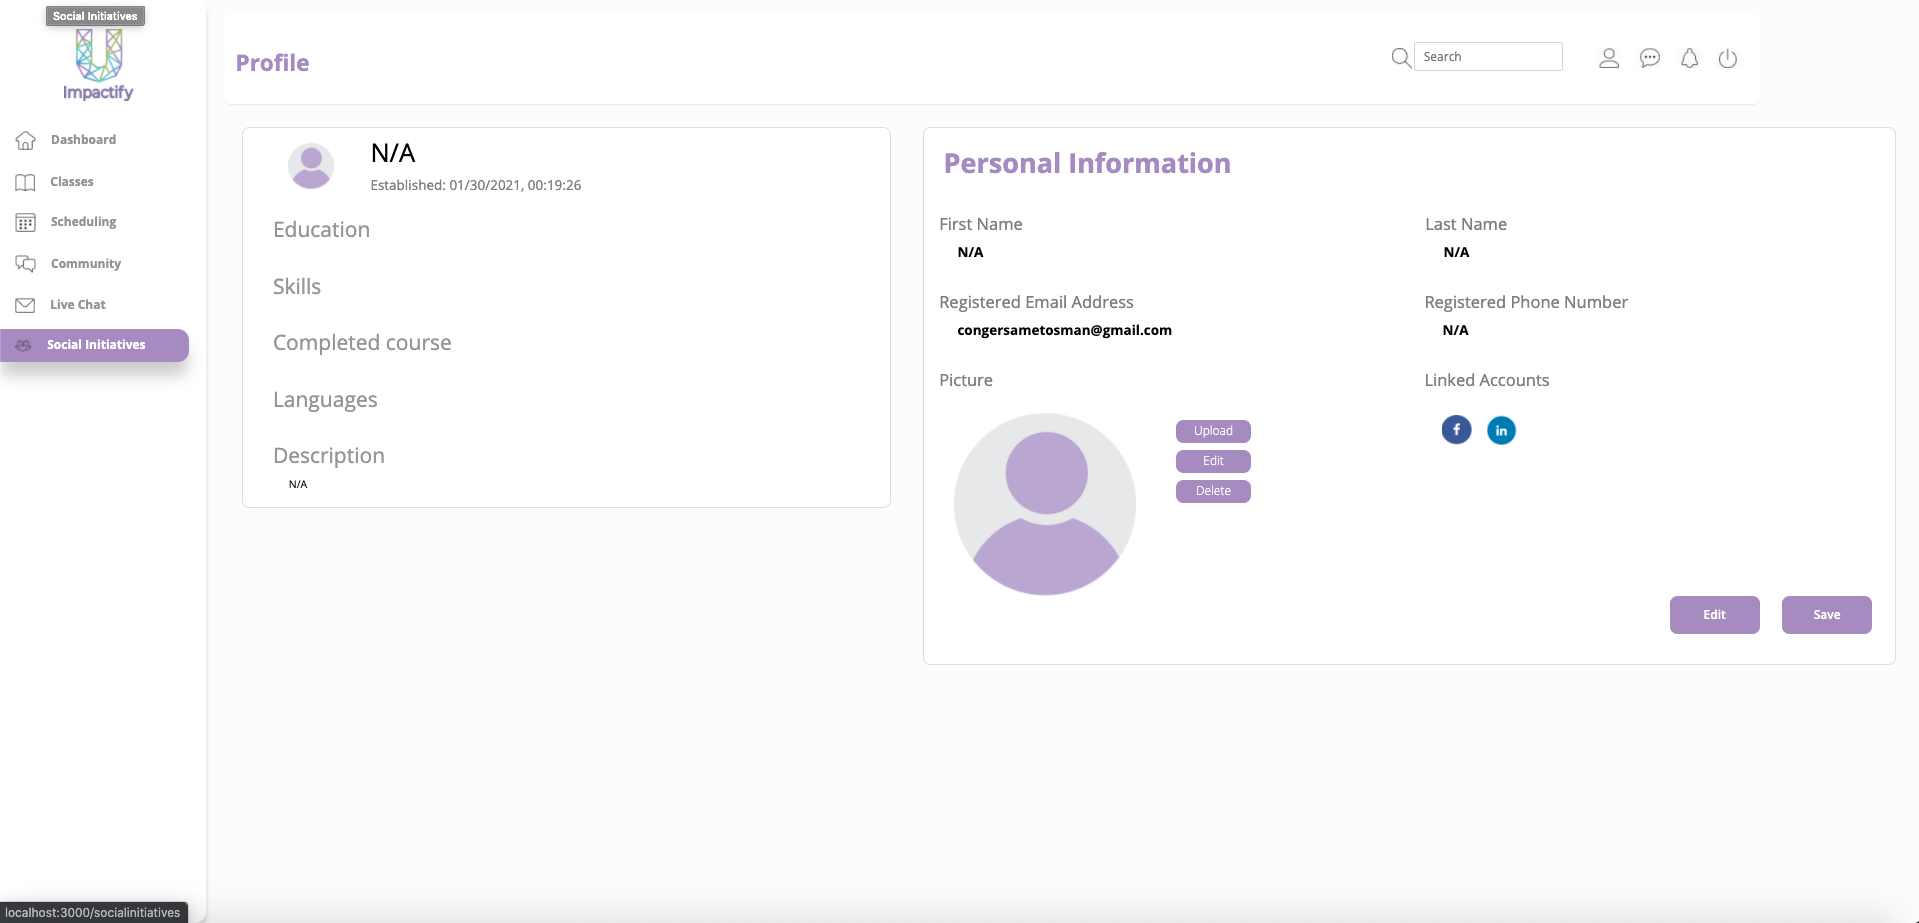 Social Initiatives
Impactify
Dashboard
Classes
Scheduling
Community
Live Chat
Social Initiatives
Profile
Search
N/A
Established: 01/30/2021, 00:19:26
Education
Skills
Completed course
Languages
Description
N/A
Personal Information
First Name
N/A
Last Name
N/A
Registered Email Address
congersametosman@gmail.com
Registered Phone Number
N/A
Picture
Upload
Edit
Delete
Linked Accounts
f
in
Edit
Save
localhost:3000/socialinitiatives